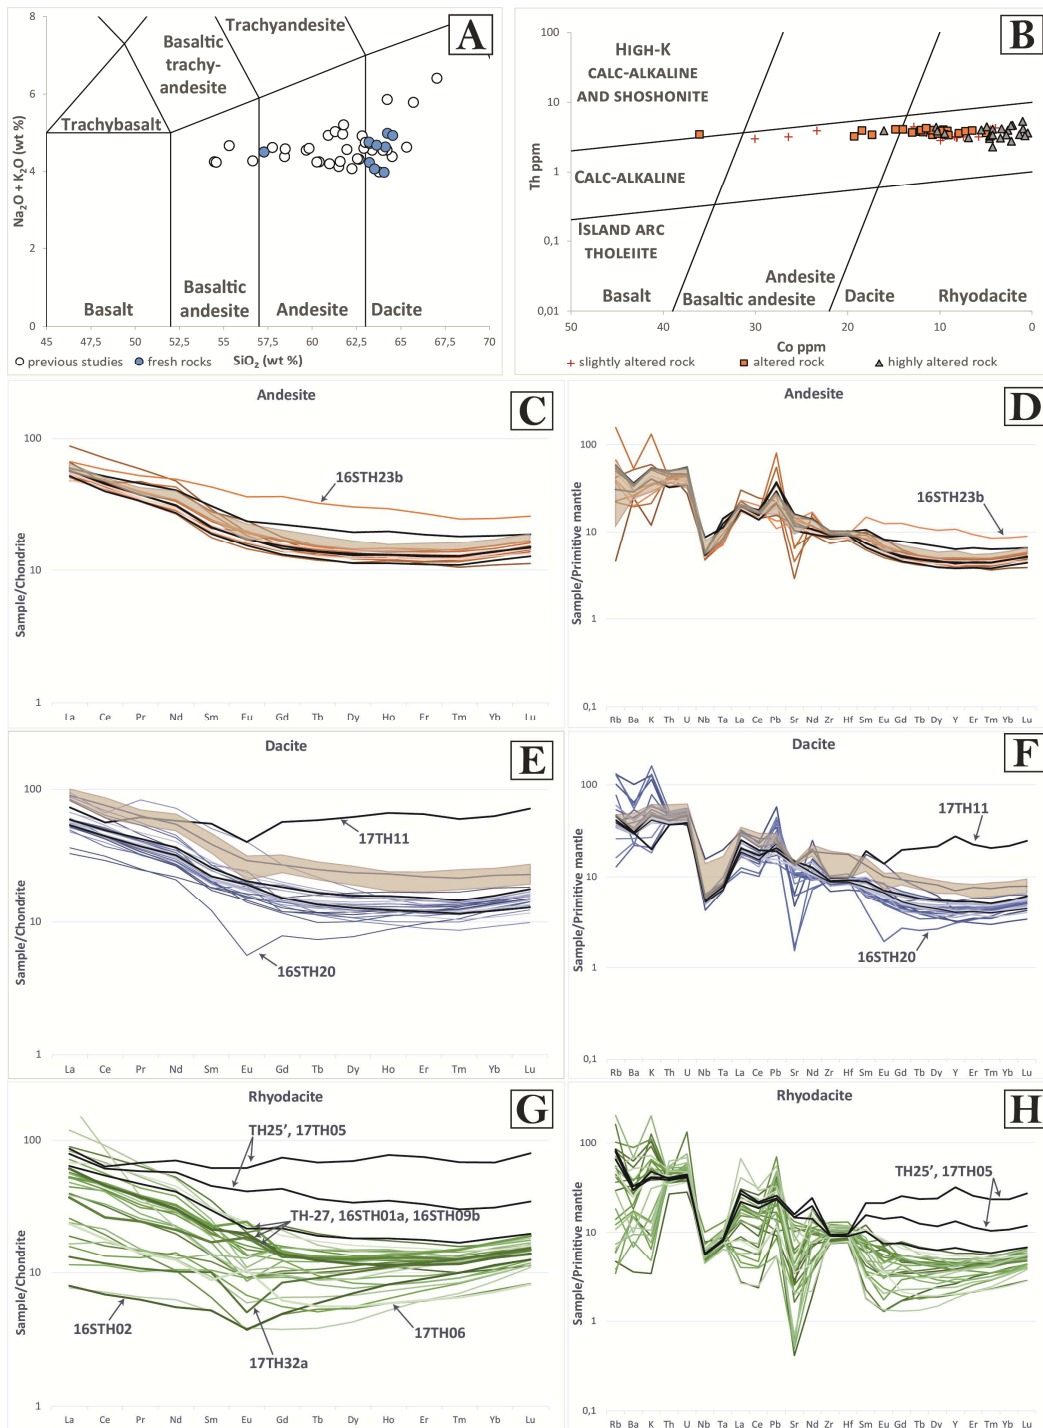 A
Na₂O + K₂O (wt %)
8
6
4
2
0
Trachyandesite
Basaltic
trachy-
andesite
Trachybasalt
Basalt
Basaltic
andesite
Andesite
Dacite
45
47,5
50
52,5
55
57,5
60
62,5
65
67,5
70
SiO₂ (wt %)
previous studies
fresh rocks
B
Th ppm
100
10
1
0,1
0,01
HIGH-K
CALC-ALKALINE
AND SHOSHONITE
CALC-ALKALINE
ISLAND ARC
THOLEIITE
Basalt
Basaltic andesite
Andesite
Dacite
Rhyodacite
50
40
30
20
10
0
Co ppm
slightly altered rock
altered rock
highly altered rock
Andesite
C
Sample/Chondrite
100
10
1
16STH23b
La Ce Pr Nd Sm Eu Gd Tb Dy Ho Er Tm Yb Lu
Andesite
D
Sample/Primitive mantle
100
10
1
0,1
16STH23b
Rb Ba K Th U Nb Ta La Ce Pb Sr Nd Zr Hf Sm Eu Gd Dy Y Er Tm Yb Lu
Dacite
E
Sample/Chondrite
100
10
1
17TH11
16STH20
La Ce Pr Nd Sm Eu Gd Tb Dy Ho Er Tm Yb Lu
Dacite
F
Sample/Primitive mantle
100
10
1
0,1
17TH11
16STH20
Rb Ba K Th U Nb Ta La Ce Pb Sr Nd Zr Hf Sm Eu Gd Tb Dy Y Er Tm Yb Lu
Rhyodacite
G
Sample/Chondrite
100
10
1
TH25’, 17TH05
TH-27, 16STH01a, 16STH09b
16STH02
17TH06
17TH32a
La Ce Pr Nd Sm Eu Gd Tb Dy Ho Er Tm Yb Lu
Rhyodacite
H
Sample/Primitive mantle
100
10
1
0,1
TH25’, 17TH05
Rb Ba K Th U Nb Ta La Ce Pb Sr Nd Zr Hf Sm Eu Gd Tb Dy Y Er Tm Yb Lu